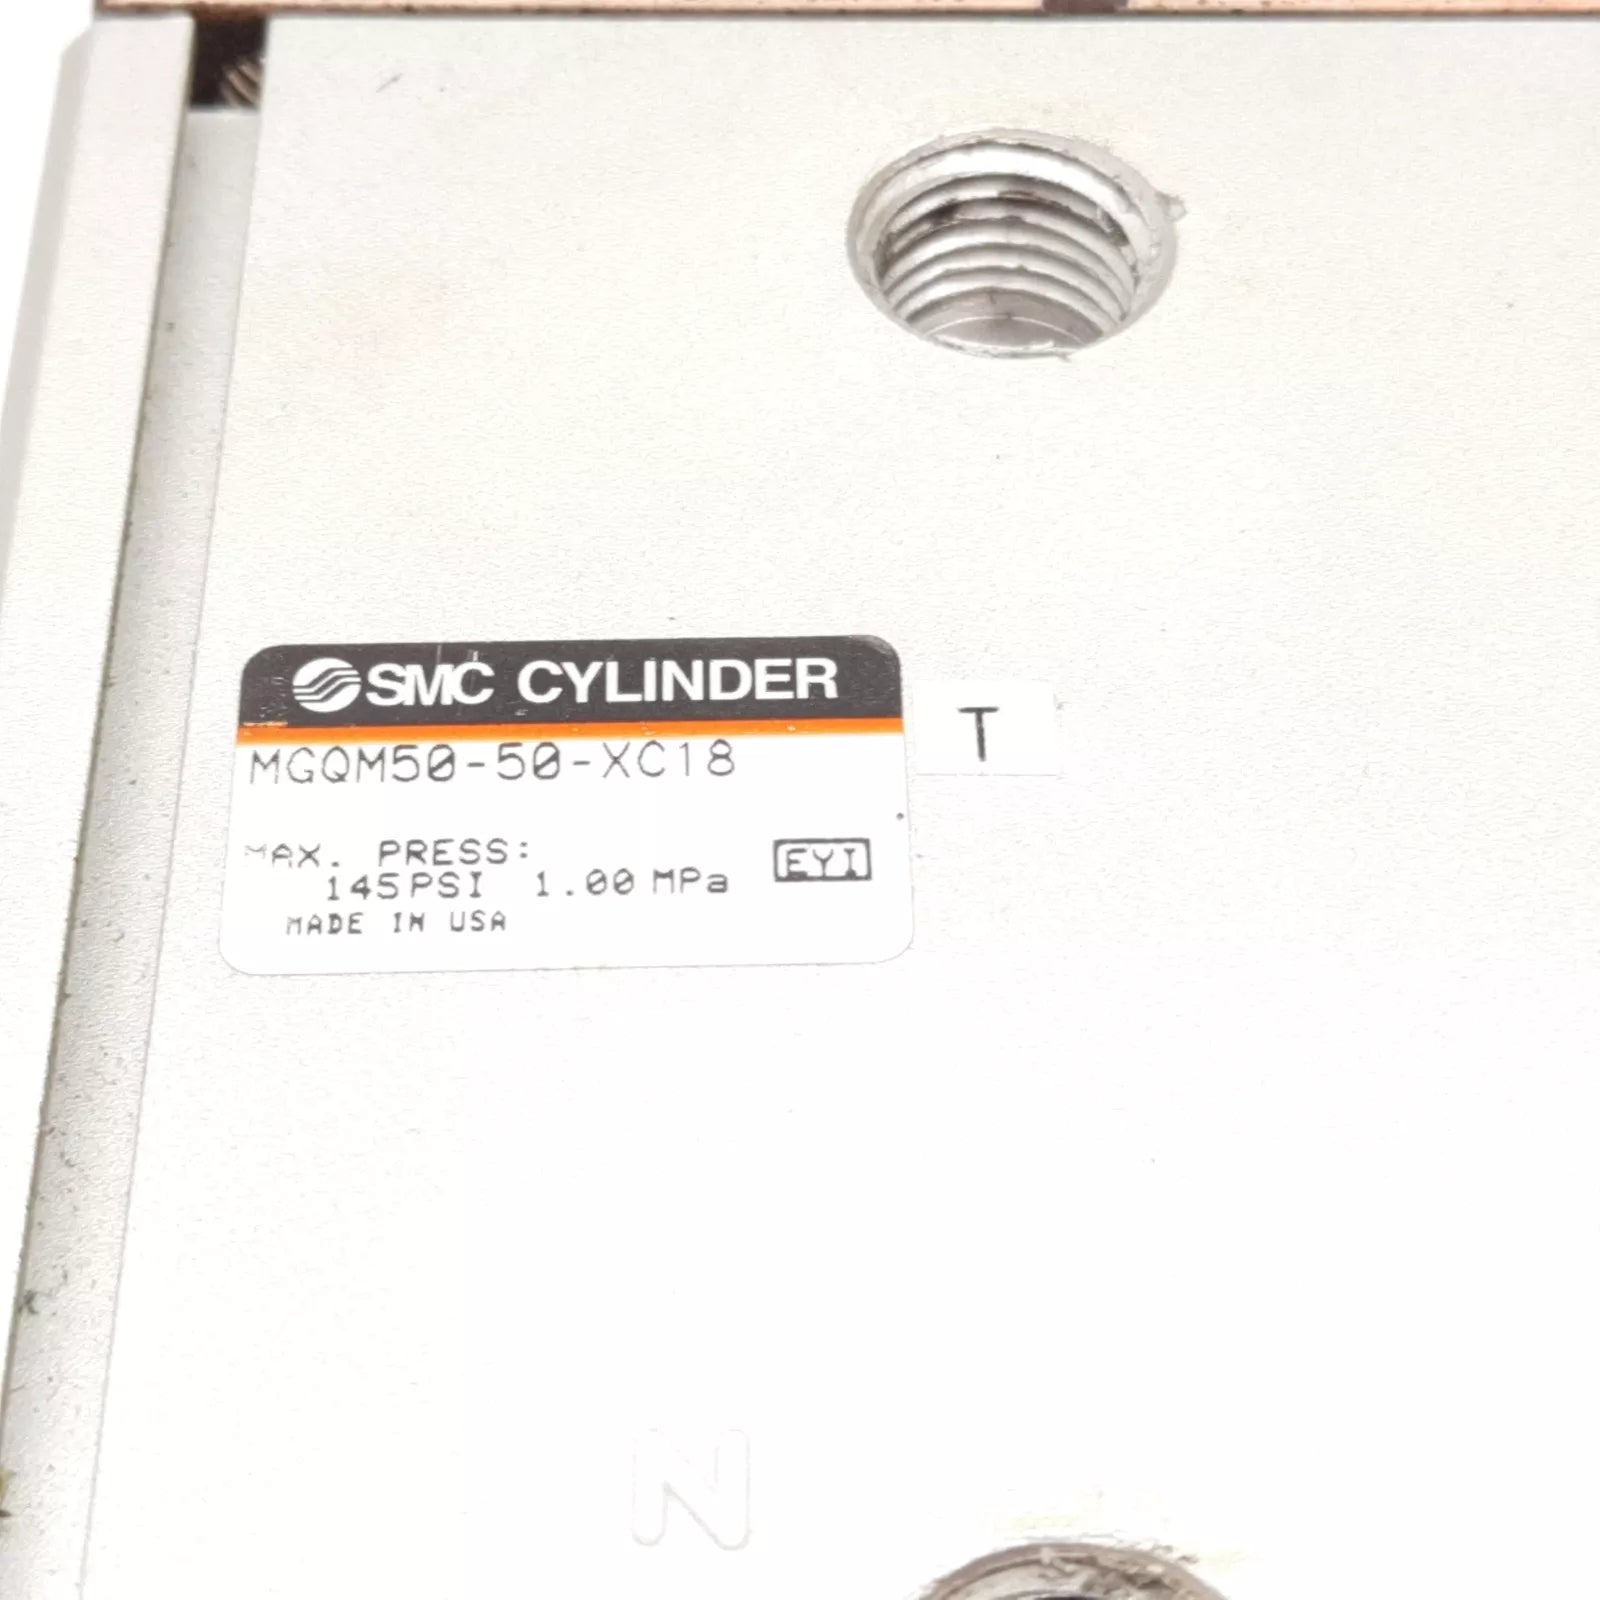 SMC CYLINDER
MGQM50-50-XC18
T
MAX. PRESS:
145PSI 1.00 MPa
EYI
MADE IN USA
N